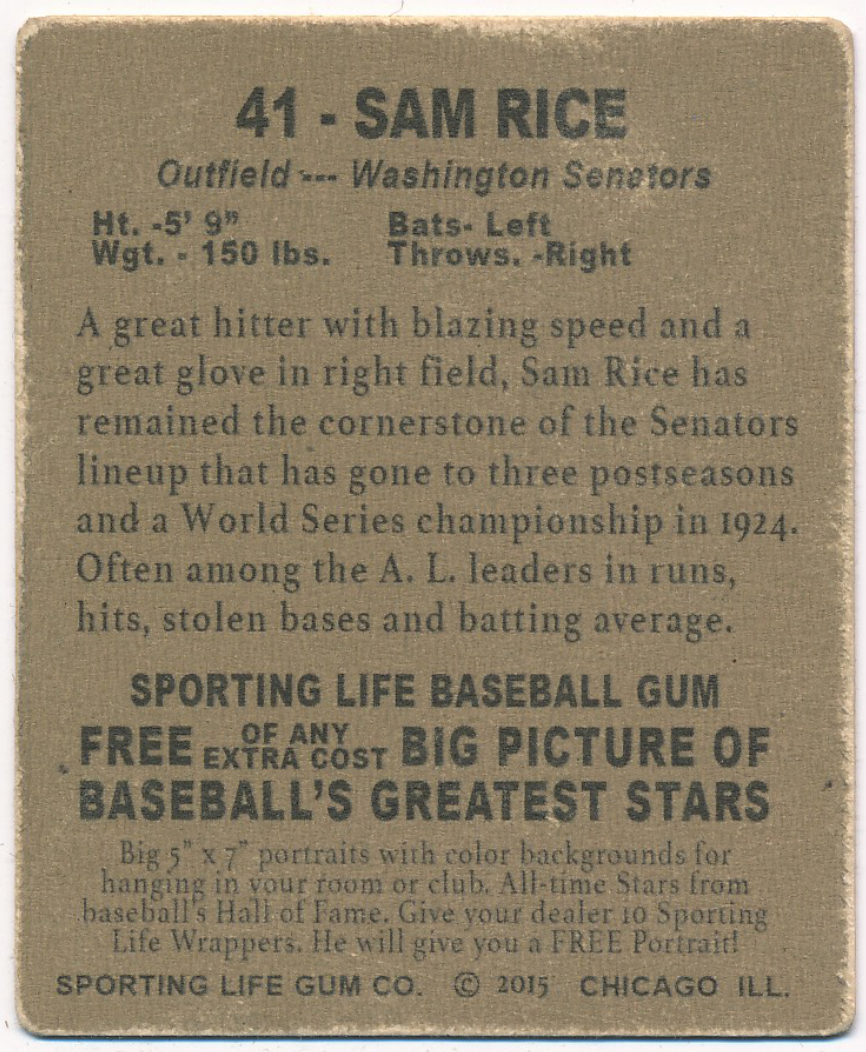 41 - SAM RICE
Outfield --- Washington Senators
Ht. -5' 9" Bats- Left
Wgt. - 150 lbs. Throws. -Right
A great hitter with blazing speed and a
great glove in right field, Sam Rice has
remained the cornerstone of the Senators
lineup that has gone to three postseasons
and a World Series championship in 1924.
Often among the A. L. leaders in runs,
hits, stolen bases and batting average.
SPORTING LIFE BASEBALL GUM
FREE OF ANY EXTRA COST BIG PICTURE OF
BASEBALL'S GREATEST STARS
Big 5" x 7" portraits with color backgrounds for
hanging in your room or club. All-time Stars from
baseball's Hall of Fame. Give your dealer 10 Sporting
Life Wrappers. He will give you a FREE Portrait!
SPORTING LIFE GUM CO. © 2015 CHICAGO ILL.